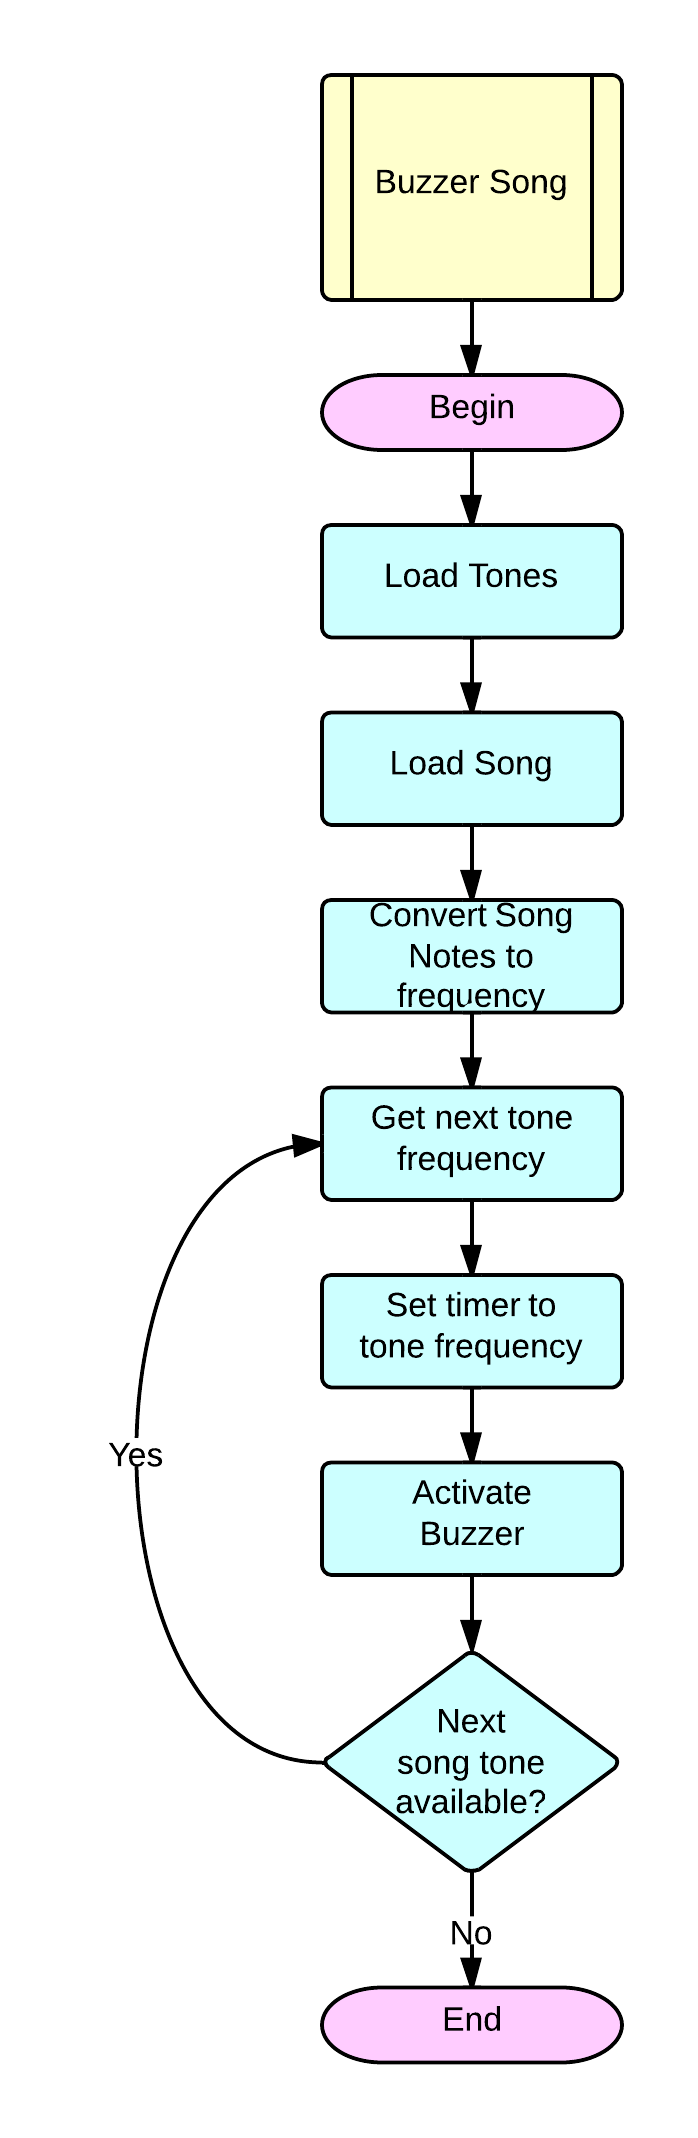 Buzzer Song
Begin
Load Tones
Load Song
Convert Song
Notes to
frequency
Get next tone
frequency
Set timer to
tone frequency
Activate
Buzzer
Yes
Next
song tone
available?
No
End